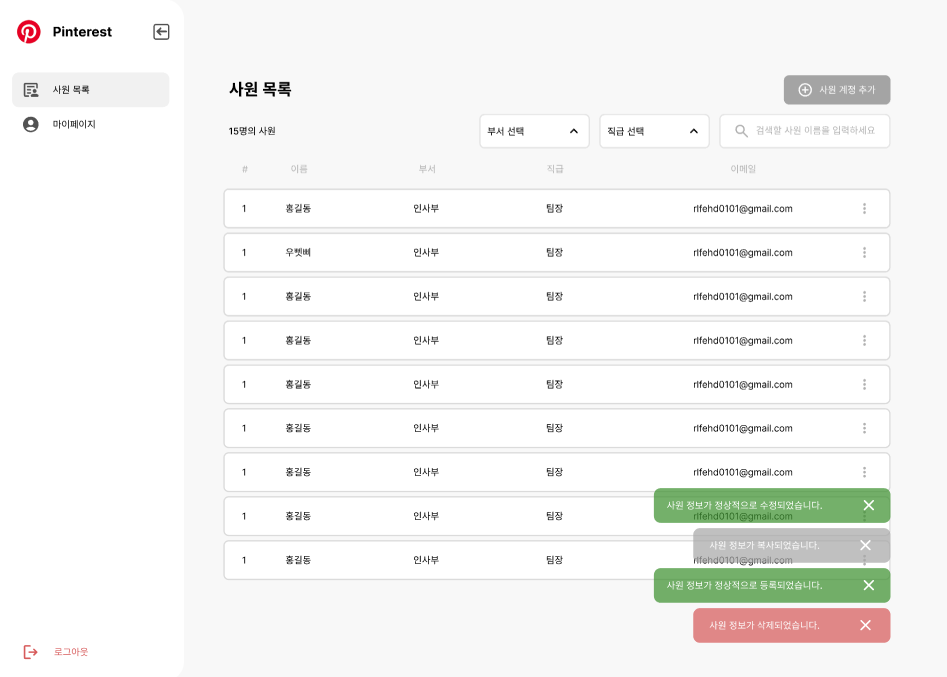 Pinterest
사원 목록
마이페이지
사원 목록
사원 계정 추가
15명의 사원
부서 선택
직급 선택
검색할 사원 이름을 입력하세요
# 이름 부서 직급 이메일
1 홍길동 인사부 팀장 rlfehd0101@gmail.com
1 우삣삐 인사부 팀장 rlfehd0101@gmail.com
1 홍길동 인사부 팀장 rlfehd0101@gmail.com
1 홍길동 인사부 팀장 rlfehd0101@gmail.com
1 홍길동 인사부 팀장 rlfehd0101@gmail.com
1 홍길동 인사부 팀장 rlfehd0101@gmail.com
1 홍길동 인사부 팀장 rlfehd0101@gmail.com
사원 정보가 정상적으로 수정되었습니다.
1 홍길동 인사부 팀장 rlfehd0101@gmail.com
사원 정보가 복사되었습니다.
1 홍길동 인사부 팀장 rlfehd0101@gmail.com
사원 정보가 정상적으로 등록되었습니다.
사원 정보가 삭제되었습니다.
로그아웃